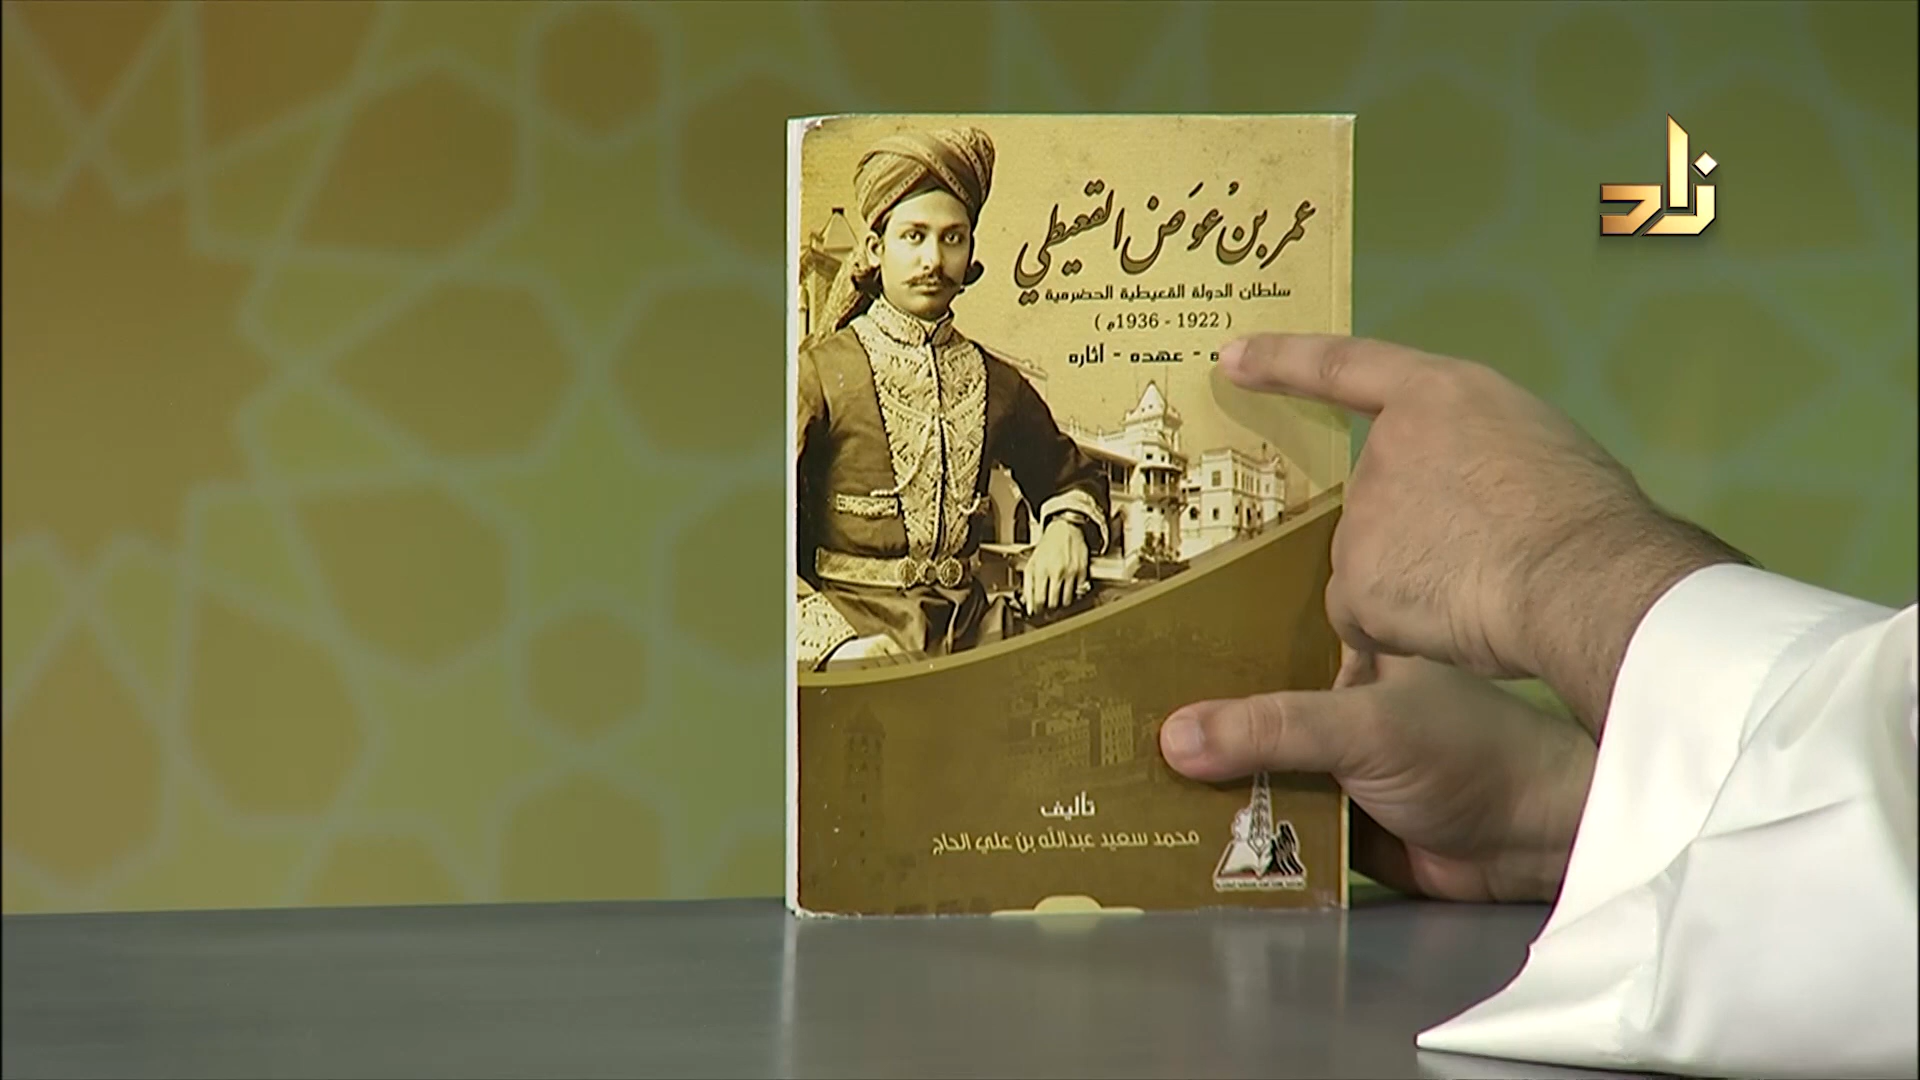 زاد
عمر بن عُوَض القعيطي
سلطان الدولة القعيطية الحضرمية
( 1922 - 1936م )
- عهده - آثاره
تأليف
محمد سعيد عبدالله بن علي الحاج